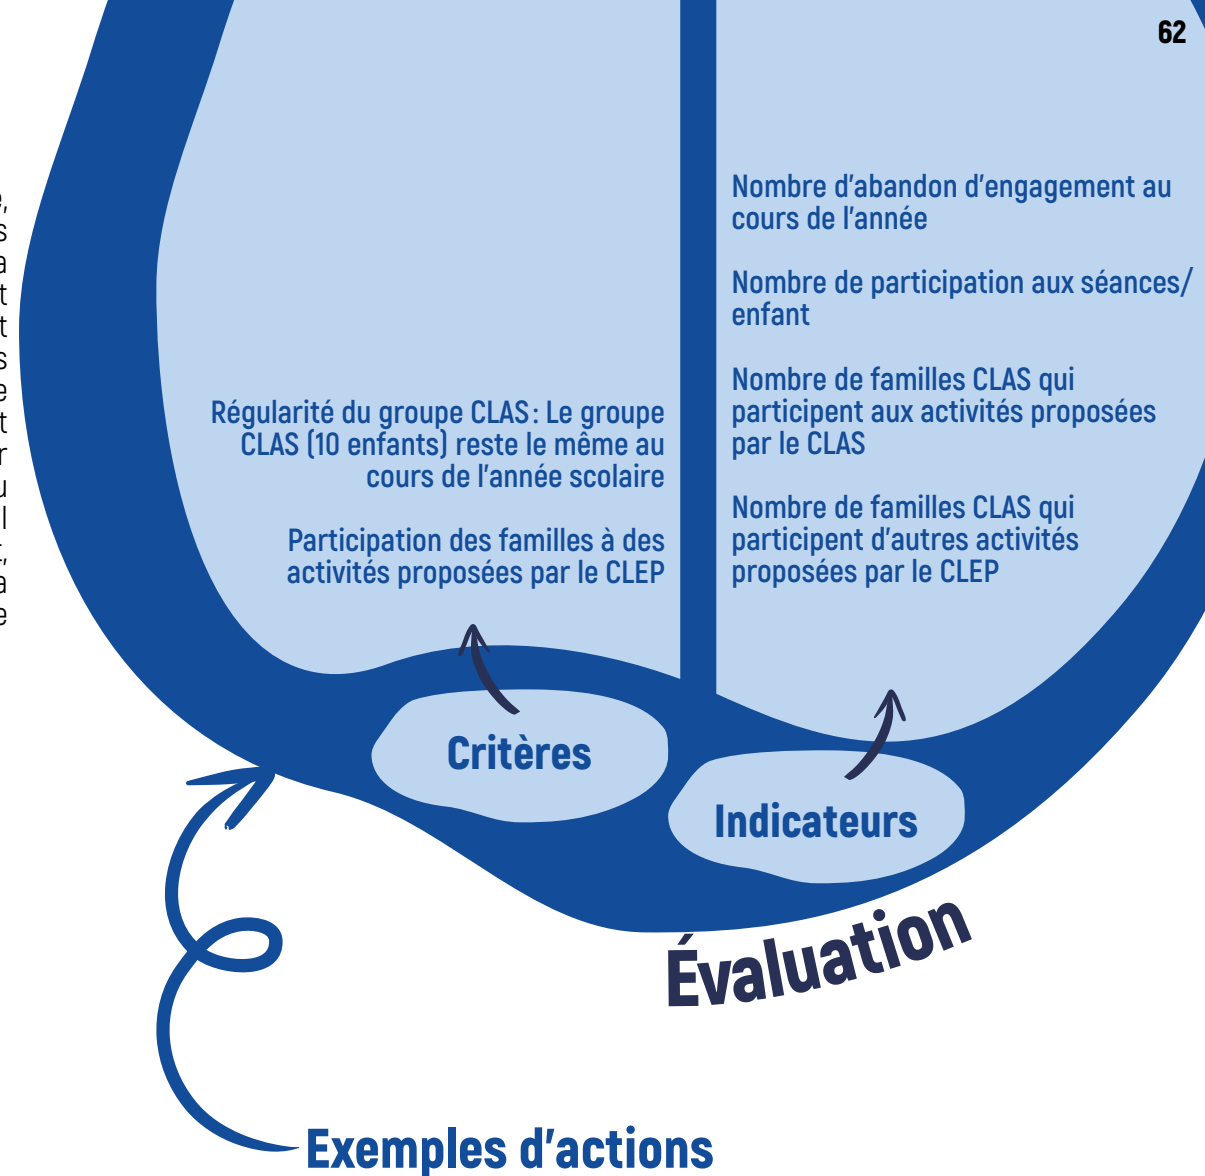 62
Régularité du groupe CLAS : Le groupe
CLAS (10 enfants) reste le même au
cours de l'année scolaire
Participation des familles à des
activités proposées par le CLEP
Critères
Nombre d'abandon d'engagement au
cours de l'année
Nombre de participation aux séances/
enfant
Nombre de familles CLAS qui
participent aux activités proposées
par le CLAS
Nombre de familles CLAS qui
participent d'autres activités
proposées par le CLEP
Indicateurs
Évaluation
Exemples d'actions